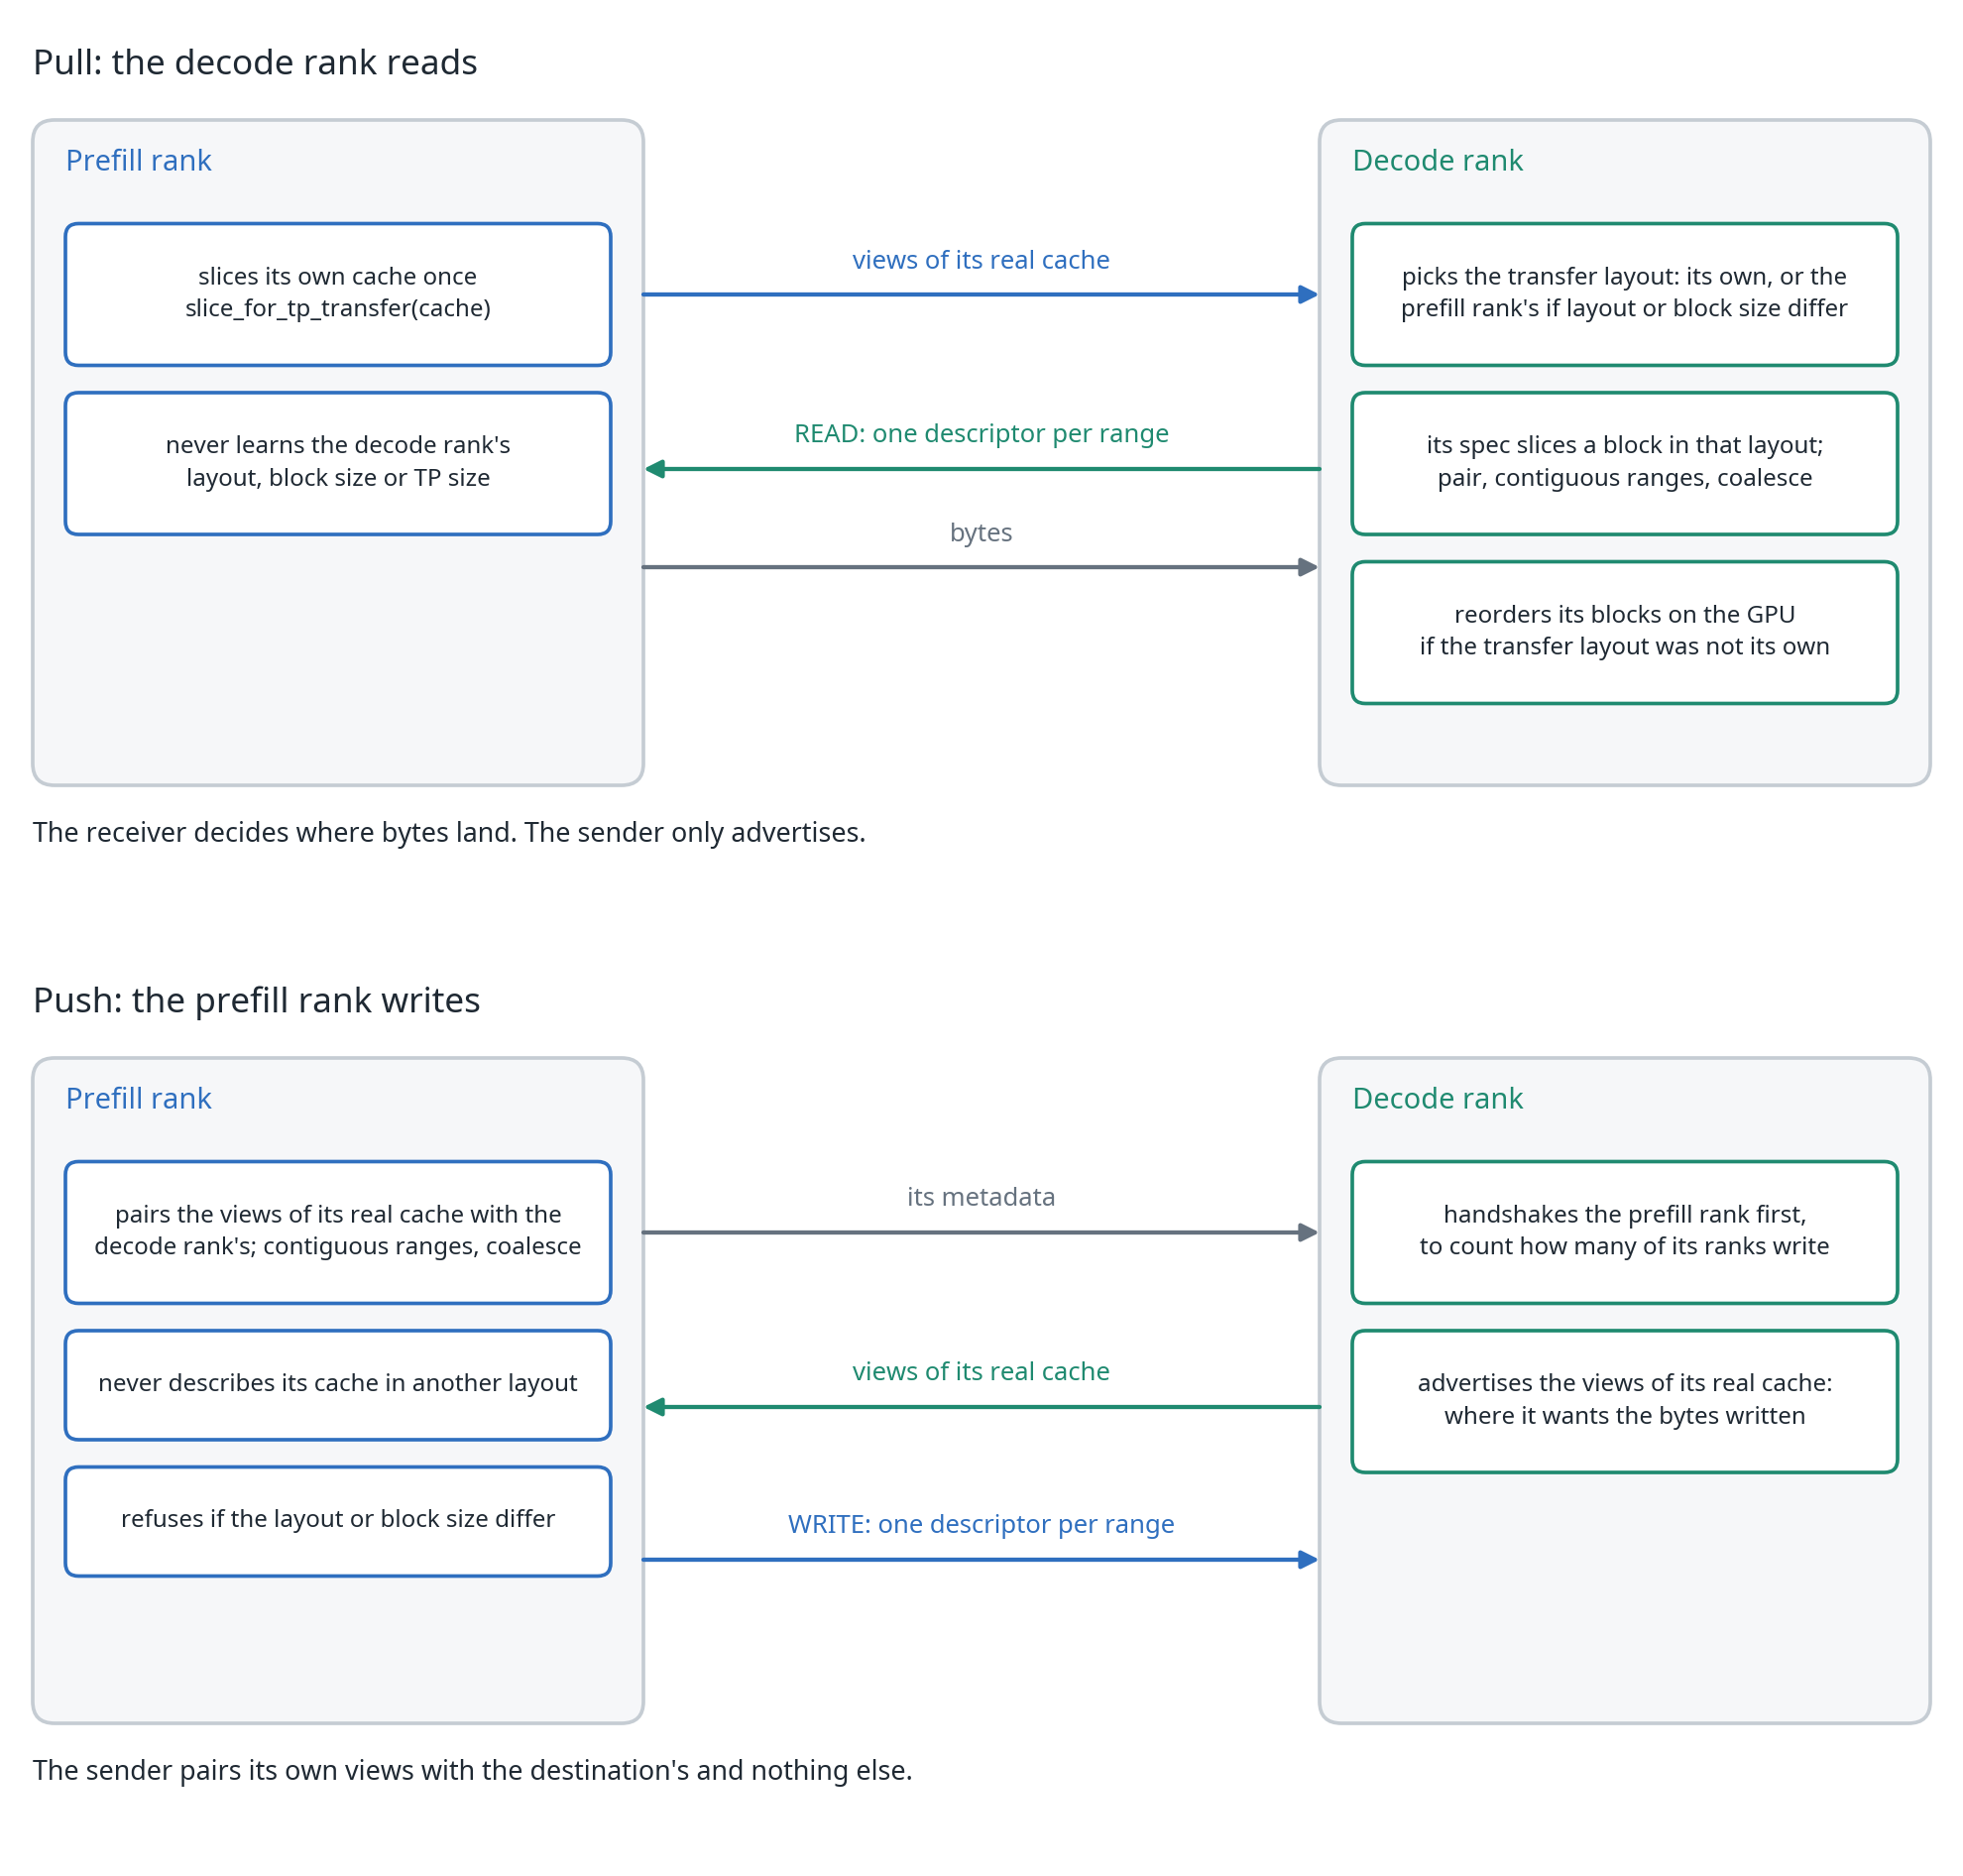 Pull: the decode rank reads
Prefill rank
slices its own cache once
slice_for_tp_transfer(cache)
never learns the decode rank's
layout, block size or TP size
views of its real cache
READ: one descriptor per range
bytes
Decode rank
picks the transfer layout: its own, or the
prefill rank's if layout or block size differ
its spec slices a block in that layout;
pair, contiguous ranges, coalesce
reorders its blocks on the GPU
if the transfer layout was not its own
The receiver decides where bytes land. The sender only advertises.
Push: the prefill rank writes
Prefill rank
pairs the views of its real cache with the
decode rank's; contiguous ranges, coalesce
never describes its cache in another layout
refuses if the layout or block size differ
its metadata
views of its real cache
WRITE: one descriptor per range
Decode rank
handshakes the prefill rank first,
to count how many of its ranks write
advertises the views of its real cache:
where it wants the bytes written
The sender pairs its own views with the destination's and nothing else.